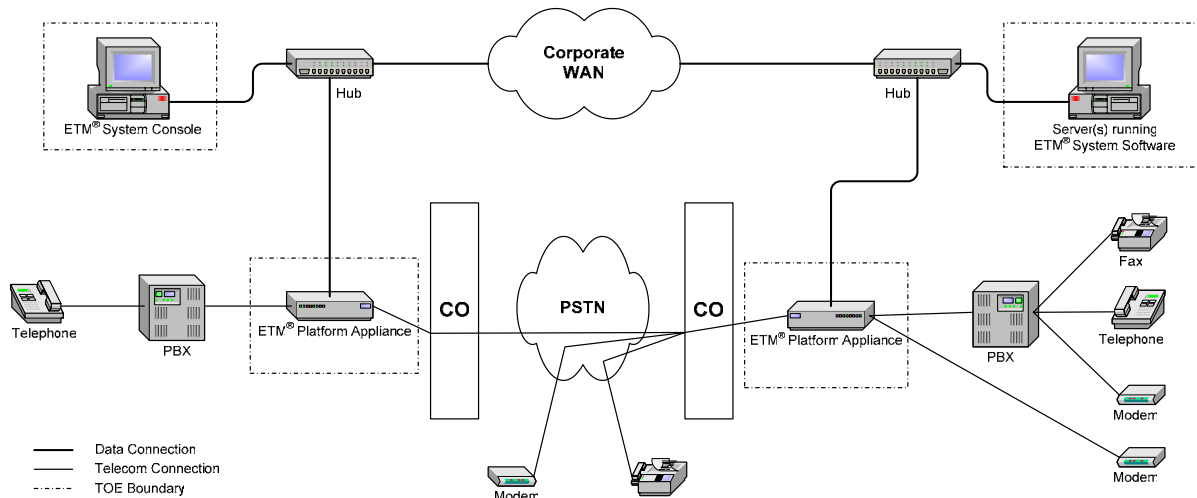 Corporate
WAN
Hub
Hub
ETM® System Console
Server(s) running
ETM® System Software
Fax
CO
PSTN
CO
Telephone
PBX
ETM® Platform Appliance
ETM® Platform Appliance
PBX
Telephone
Modem
Modem
Data Connection
Telecom Connection
TOE Boundary
Modem